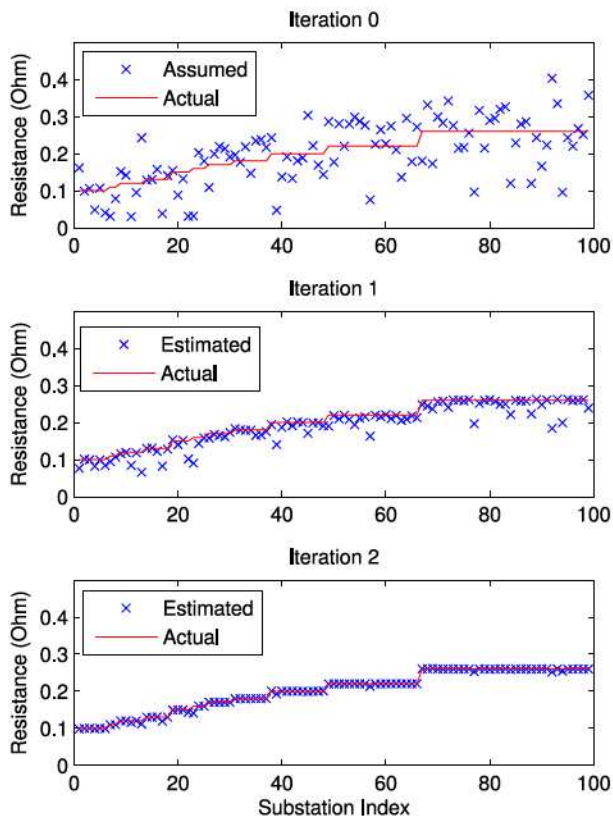 Iteration 0
Resistance (Ohm)
Assumed
Actual
0.4
0.3
0.2
0.1
0
0 20 40 60 80 100
Iteration 1
Resistance (Ohm)
Estimated
Actual
0.4
0.3
0.2
0.1
0
0 20 40 60 80 100
Iteration 2
Resistance (Ohm)
Estimated
Actual
0.4
0.3
0.2
0.1
0
0 20 40 60 80 100
Substation Index